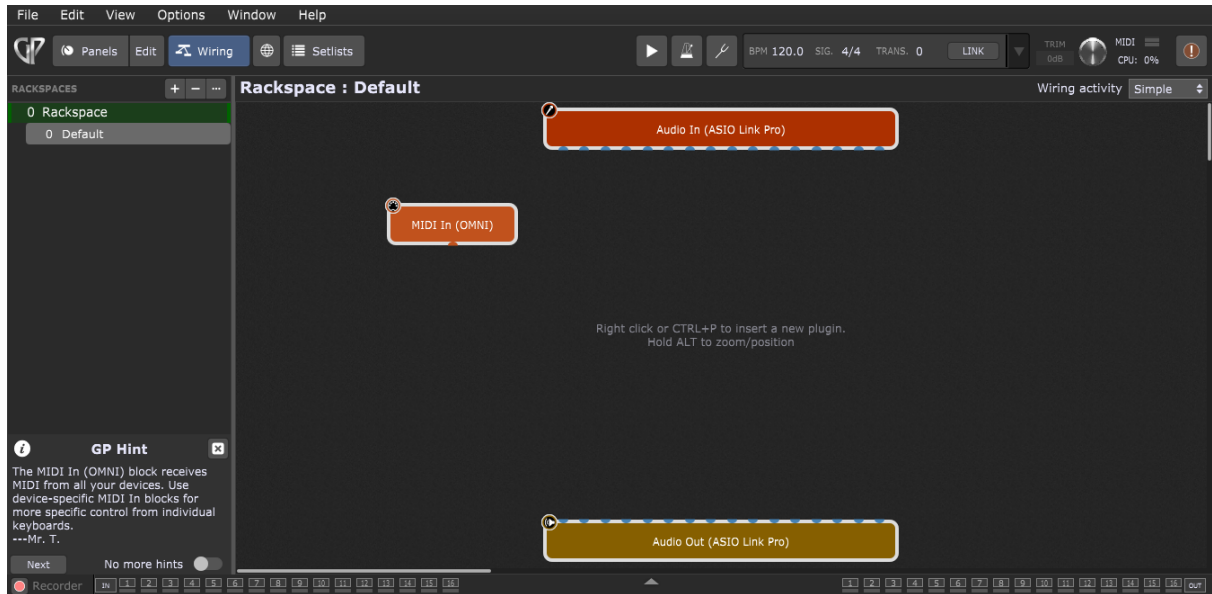 File Edit View Options Window Help
GP Panels Edit Wiring Setlists BPM 120.0 SIG. 4/4 TRANS. 0 LINK TRIM 0dB MIDI CPU: 0%
RACKSPACES + − ··· Rackspace : Default Wiring activity Simple
0 Rackspace
0 Default
Audio In (ASIO Link Pro)
MIDI In (OMNI)
Right click or CTRL+P to insert a new plugin.
Hold ALT to zoom/position
GP Hint
The MIDI In (OMNI) block receives
MIDI from all your devices. Use
device-specific MIDI In blocks for
more specific control from individual
keyboards.
---Mr. T.
Audio Out (ASIO Link Pro)
Next No more hints
Recorder IN 1 2 3 4 5 6 7 8 9 10 11 12 13 14 15 16 1 2 3 4 5 6 7 8 9 10 11 12 13 14 15 16 OUT